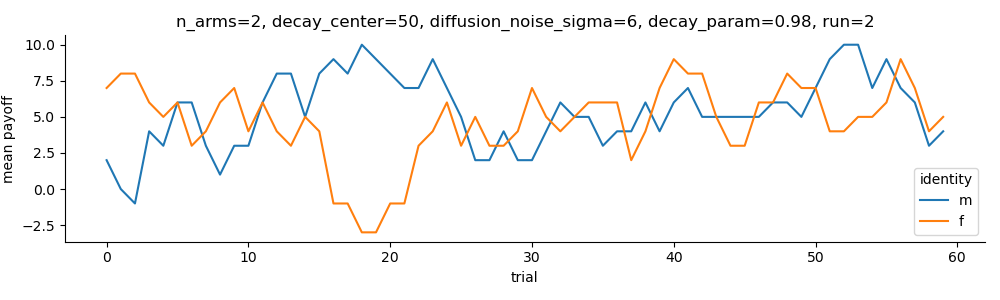 n_arms=2, decay_center=50, diffusion_noise_sigma=6, decay_param=0.98, run=2
mean payoff
10.0
7.5
5.0
2.5
0.0
−2.5
identity
m
f
0
10
20
30
40
50
60
trial